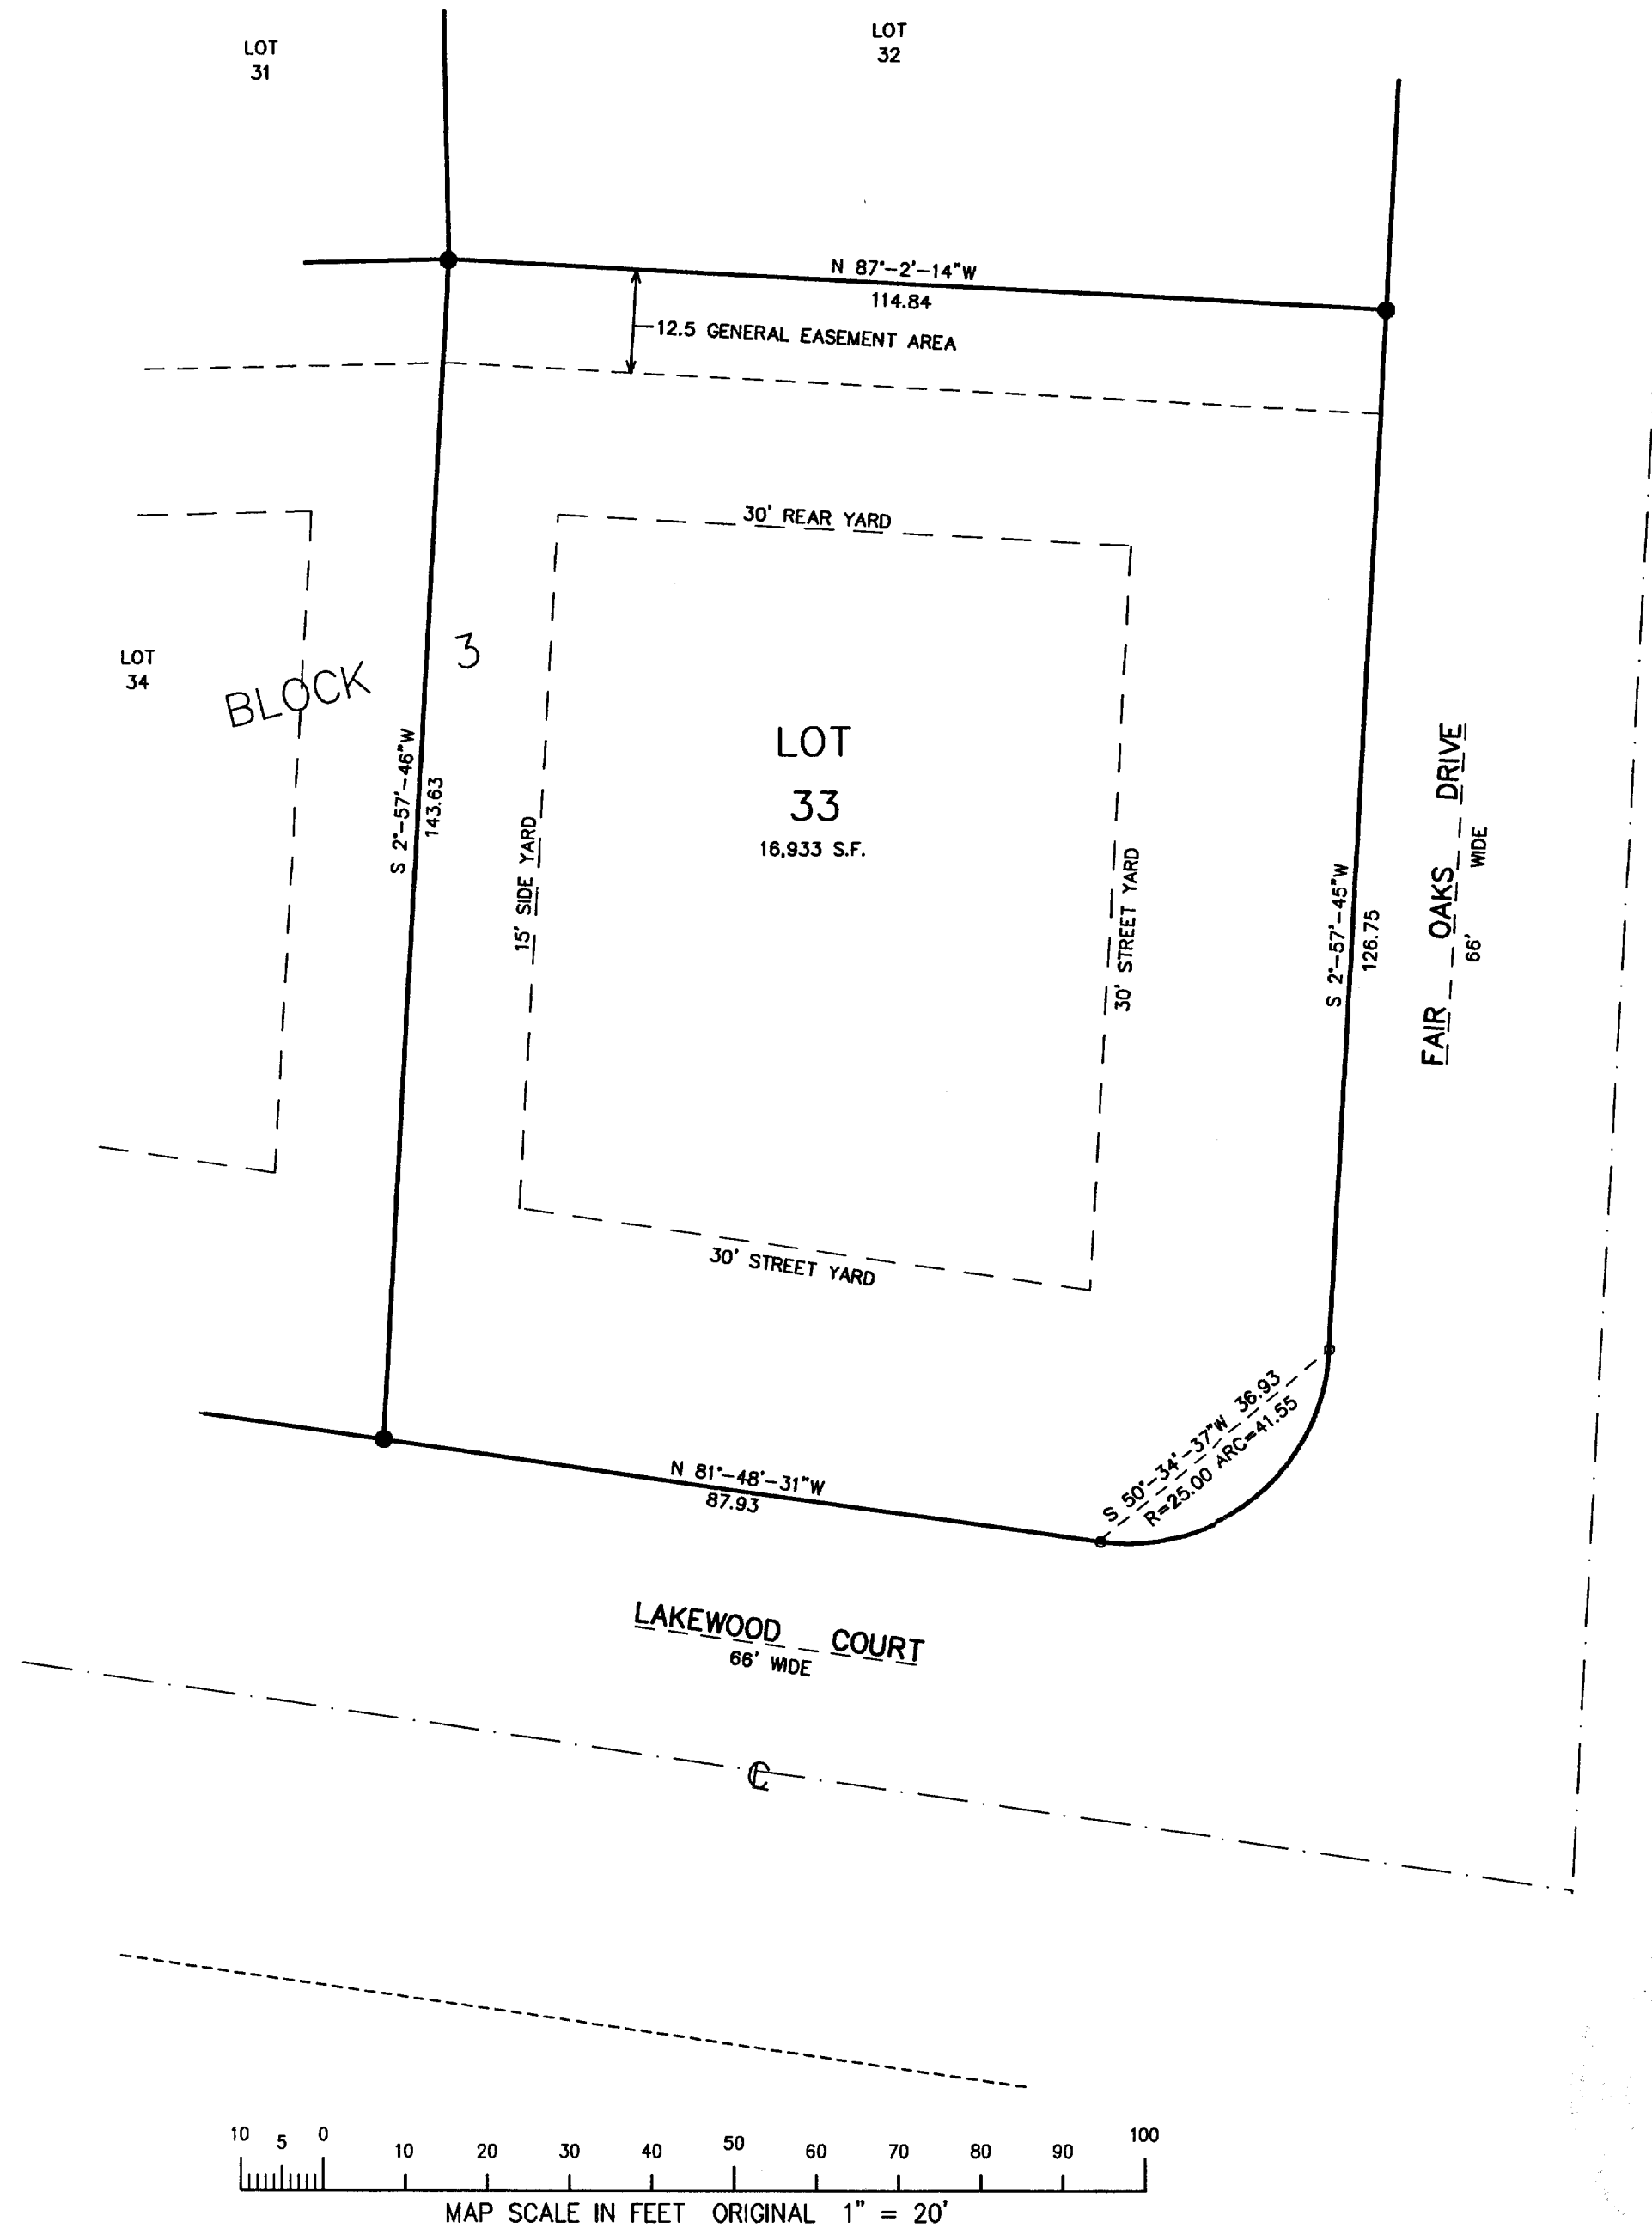 LOT
31
LOT
32
N 87°-2'-14"W
114.84
12.5 GENERAL EASEMENT AREA
30' REAR YARD
LOT
34
BLOCK 3
LOT
33
16,933 S.F.
S 2°-57'-46"W
143.63
15' SIDE YARD
30' STREET YARD
S 2°-57'-45"W
126.75
FAIR OAKS DRIVE
66' WIDE
30' STREET YARD
S 50°-34'-37"W 36.93
R=25.00 ARC=41.55
N 81°-48'-31"W
87.93
LAKEWOOD COURT
66' WIDE
℄
10 5 0 10 20 30 40 50 60 70 80 90 100
MAP SCALE IN FEET ORIGINAL 1" = 20'